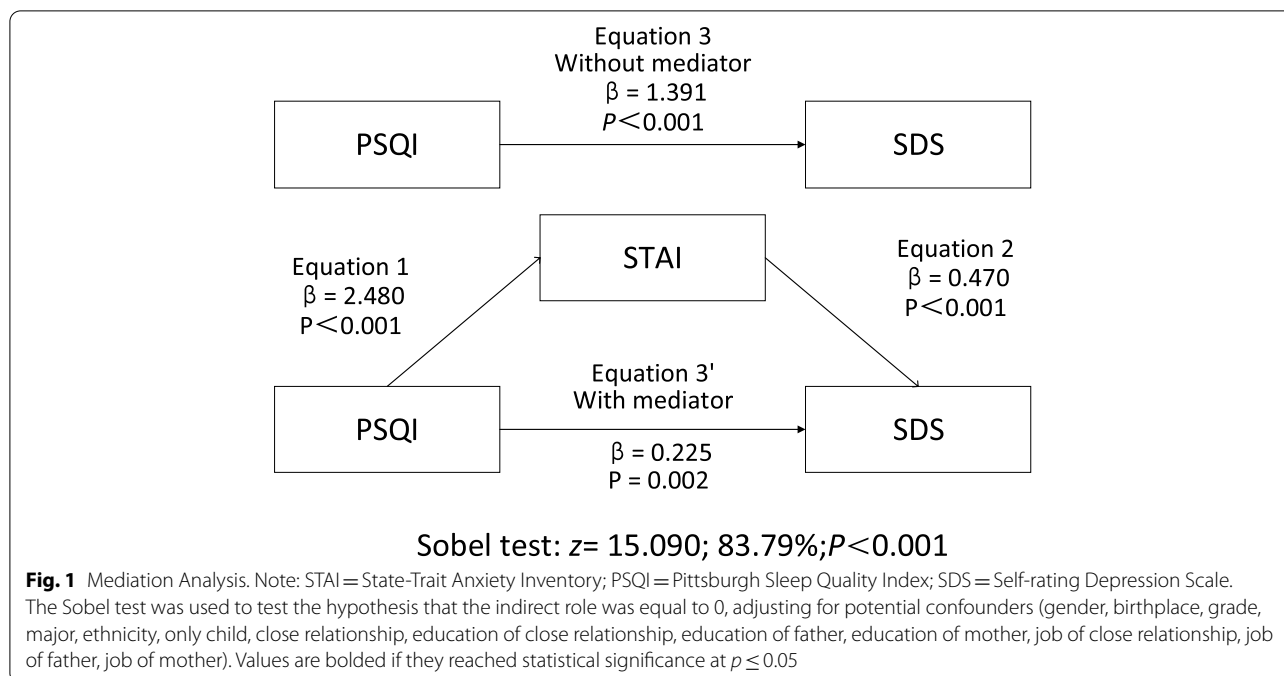 Equation 3
Without mediator
β = 1.391
P＜0.001
PSQI
SDS
STAI
Equation 1
β = 2.480
P＜0.001
Equation 2
β = 0.470
P＜0.001
Equation 3'
With mediator
PSQI
SDS
β = 0.225
P = 0.002
Sobel test: z= 15.090; 83.79%;P＜0.001
Fig. 1 Mediation Analysis. Note: STAI = State-Trait Anxiety Inventory; PSQI = Pittsburgh Sleep Quality Index; SDS = Self-rating Depression Scale.
The Sobel test was used to test the hypothesis that the indirect role was equal to 0, adjusting for potential confounders (gender, birthplace, grade,
major, ethnicity, only child, close relationship, education of close relationship, education of father, education of mother, job of close relationship, job
of father, job of mother). Values are bolded if they reached statistical significance at p ≤ 0.05